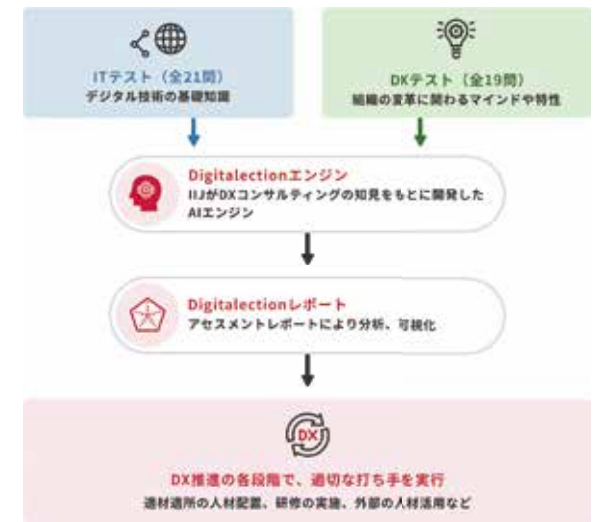 ITテスト（全21問）
デジタル技術の基礎知識
DXテスト（全19問）
組織の変革に関わるマインドや特性
Digitalectionエンジン
IIJがDXコンサルティングの知見をもとに開発した
AIエンジン
Digitalectionレポート
アセスメントレポートにより分析、可視化
DX
DX推進の各段階で、適切な打ち手を実行
適材適所の人材配置、研修の実施、外部の人材活用など